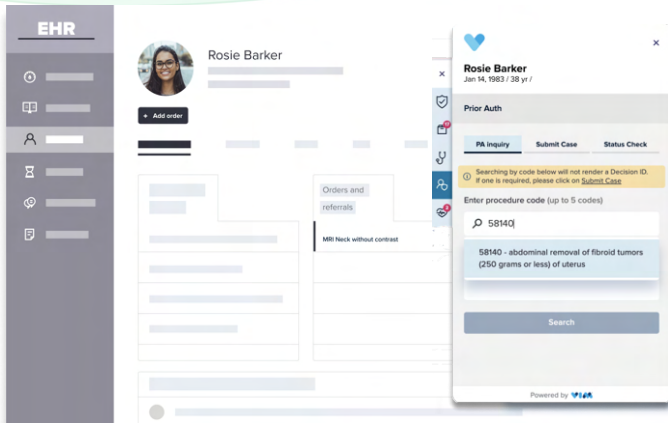 EHR
Rosie Barker
+ Add order
Orders and
referrals
MRI Neck without contrast
×
17
2
×
Rosie Barker
Jan 14, 1983 / 38 yr /
Prior Auth
PA inquiry Submit Case Status Check
Searching by code below will not render a Decision ID.
If one is required, please click on Submit Case
Enter procedure code (up to 5 codes)
58140
58140 - abdominal removal of fibroid tumors
(250 grams or less) of uterus
Search
Powered by